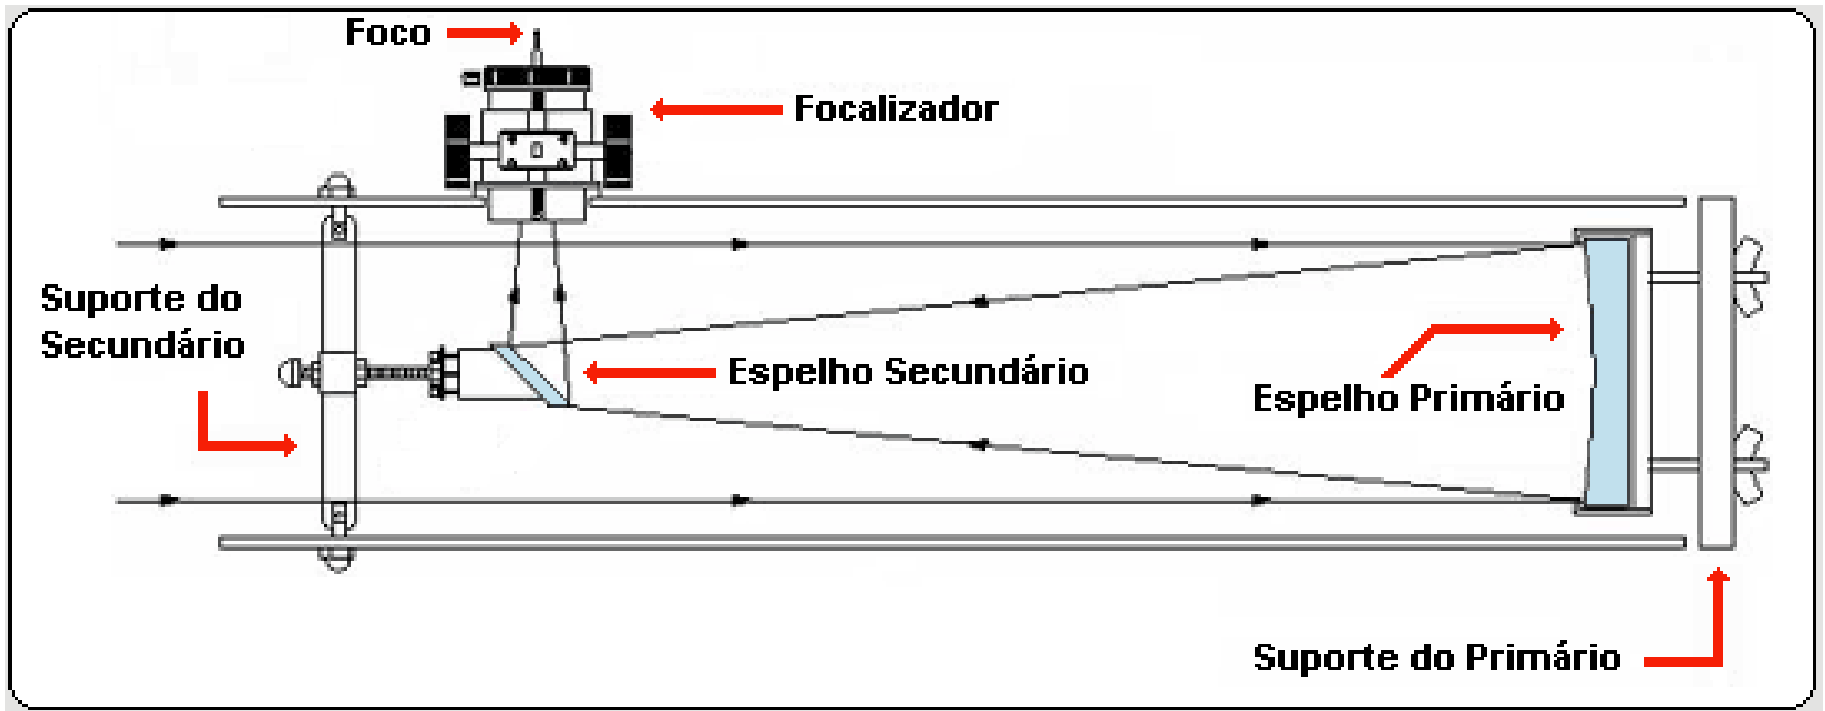 Foco
Focalizador
Suporte do
Secundário
Espelho Secundário
Espelho Primário
Suporte do Primário